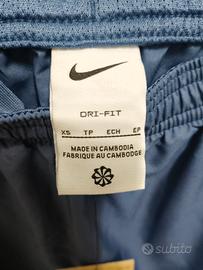 DRI-FIT
XS TP ECH EP
MADE IN CAMBODIA
FABRIQUÉ AU CAMBODGE
subito